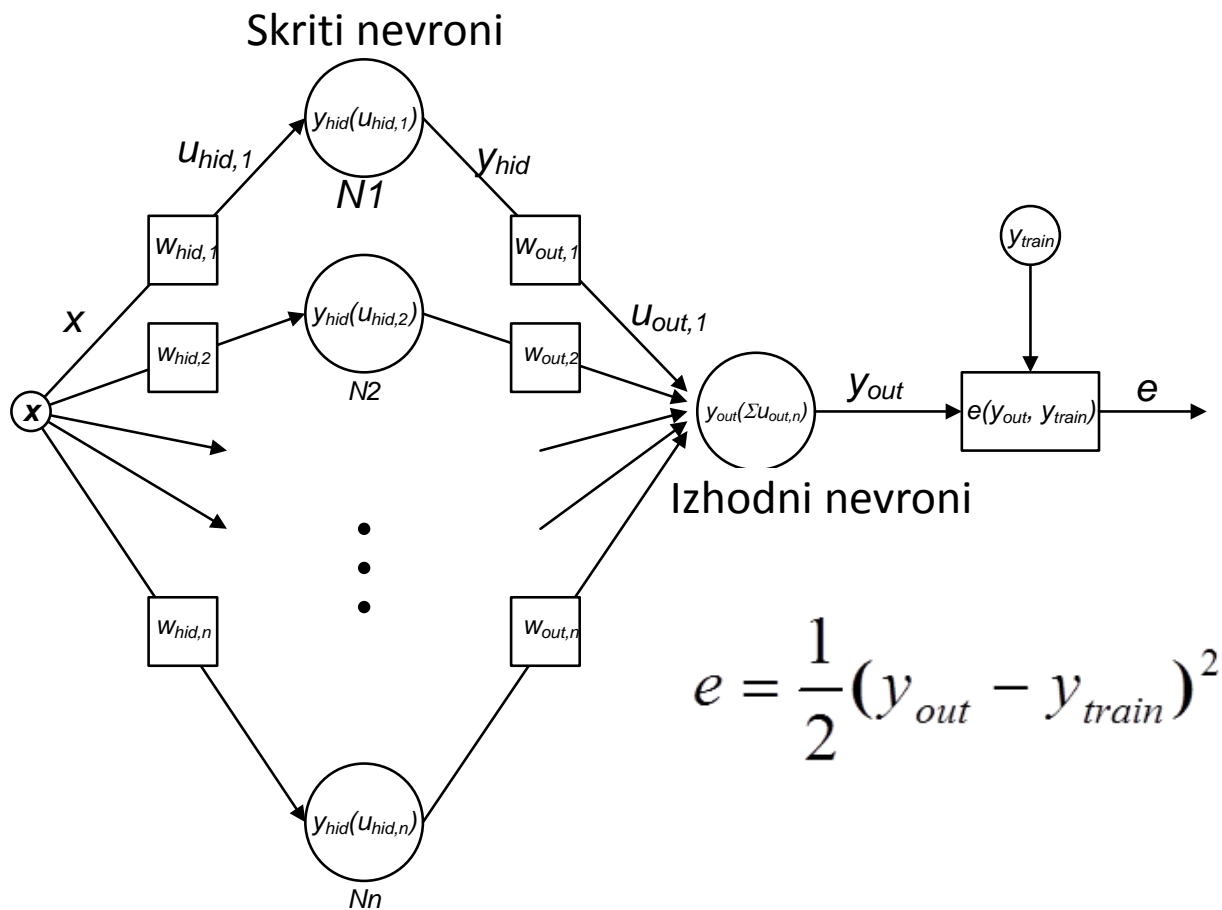 Skriti nevroni
y_hid(u_hid,1)
u_hid,1
y_hid
N1
w_hid,1
w_out,1
y_train
x
y_hid(u_hid,2)
u_out,1
w_hid,2
w_out,2
N2
x
y_out(Σu_out,n)
y_out
e(y_out, y_train)
e
Izhodni nevroni
w_hid,n
w_out,n
e = 1/2 (y_out − y_train)²
y_hid(u_hid,n)
Nn